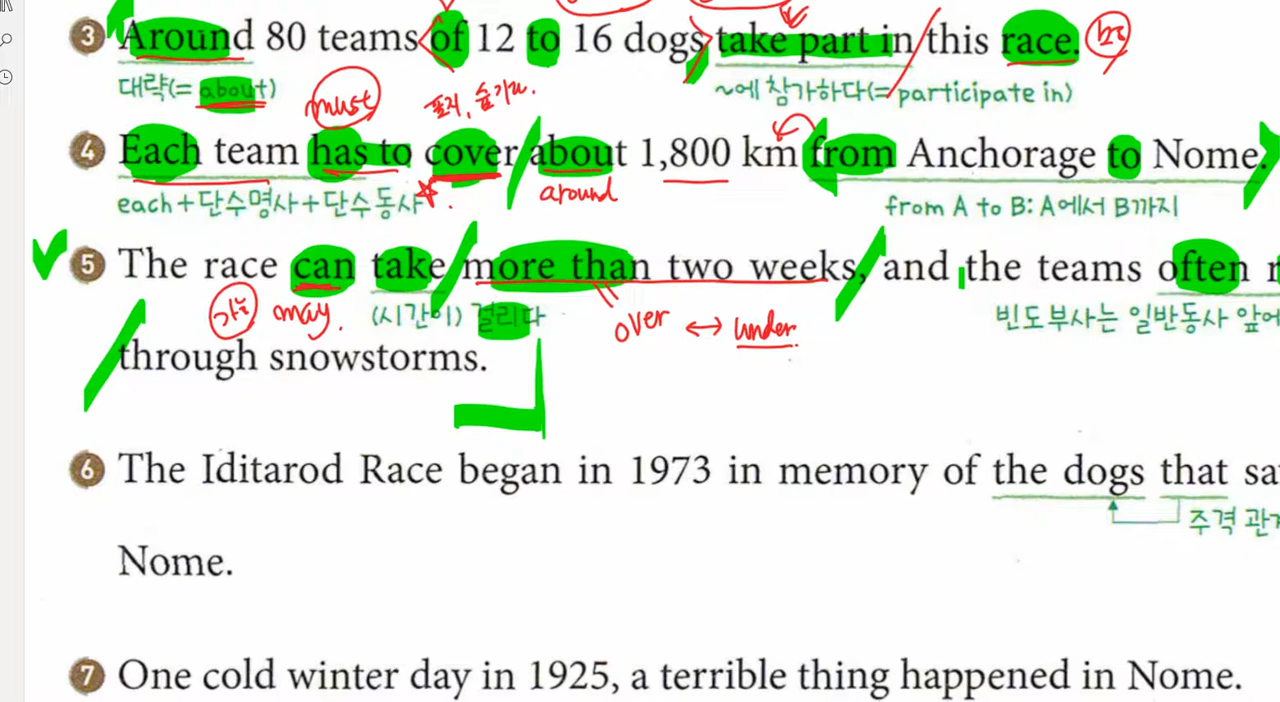 3 Around 80 teams of 12 to 16 dogs take part in this race.
대략(= about) must ~에 참가하다(= participate in)
4 Each team has to cover about 1,800 km from Anchorage to Nome.
each+단수명사+단수동사 around from A to B: A에서 B까지
5 The race can take more than two weeks, and the teams often
may. (시간이) 걸리다 over ↔ under 빈도부사는 일반동사 앞에
through snowstorms.
6 The Iditarod Race began in 1973 in memory of the dogs that sa
주격 관계
Nome.
7 One cold winter day in 1925, a terrible thing happened in Nome.